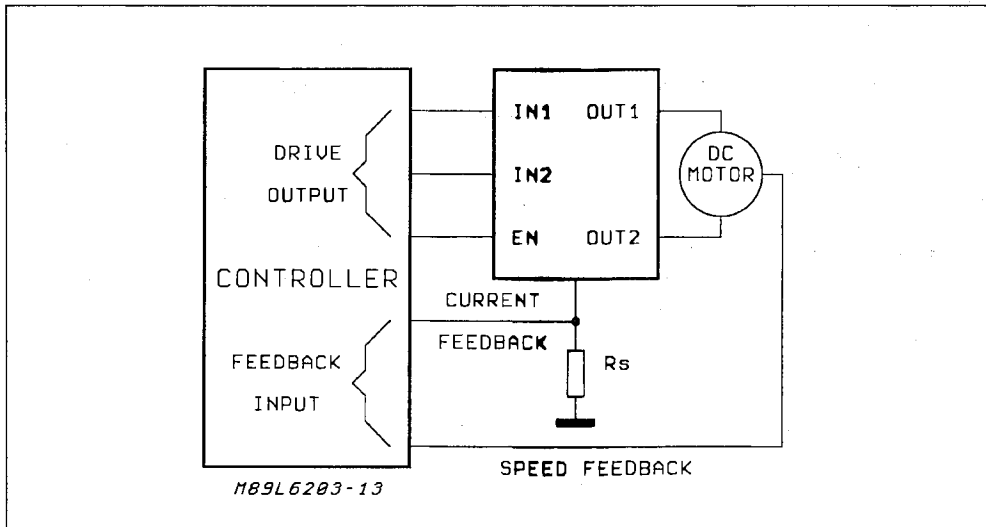 DRIVE
OUTPUT
CONTROLLER
FEEDBACK
INPUT
IN1 OUT1
IN2
EN OUT2
DC
MOTOR
CURRENT
FEEDBACK
Rs
SPEED FEEDBACK
M89L6203-13